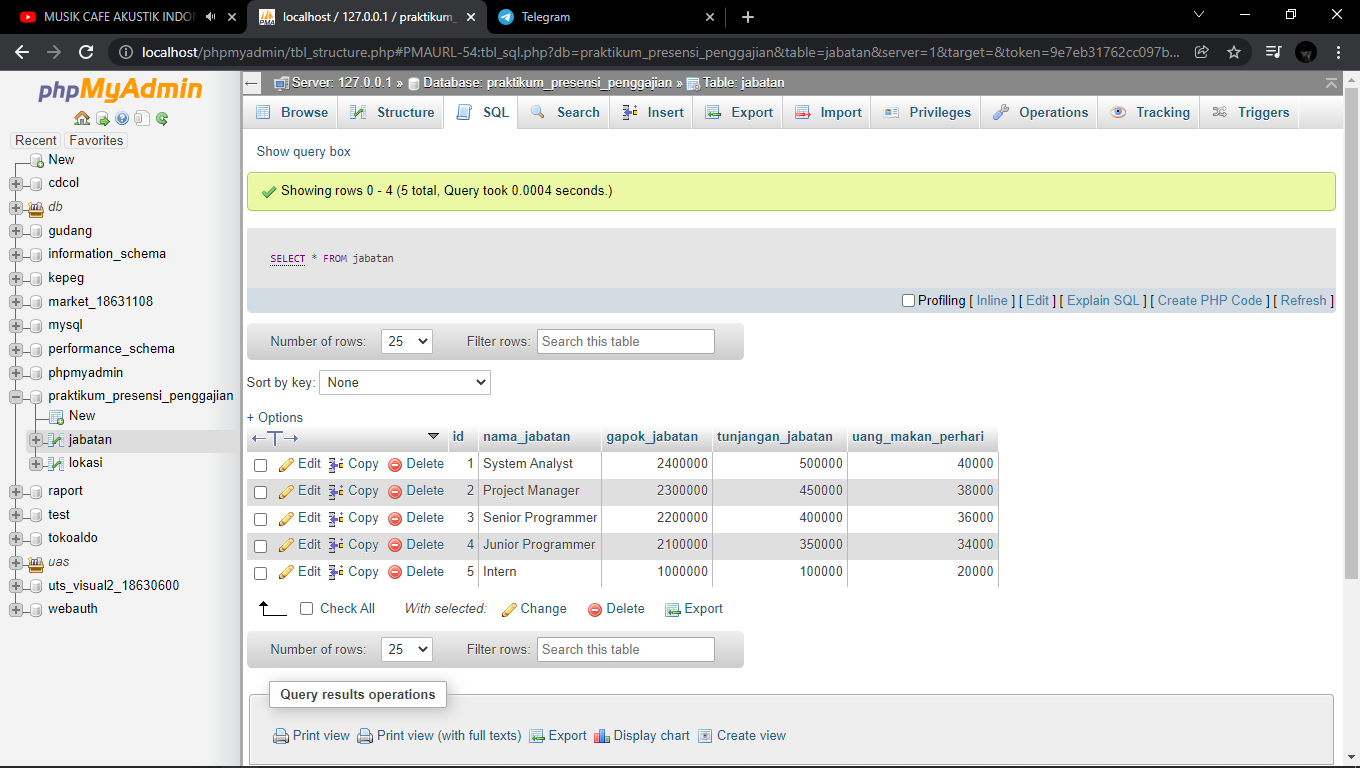 MUSIK CAFE AKUSTIK INDON
localhost / 127.0.0.1 / praktikum_
Telegram
localhost/phpmyadmin/tbl_structure.php#PMAURL-54:tbl_sql.php?db=praktikum_presensi_penggajian&table=jabatan&server=1&target=&token=9e7eb31762cc097b...
phpMyAdmin
Recent Favorites
New
cdcol
db
gudang
information_schema
kepeg
market_18631108
mysql
performance_schema
phpmyadmin
praktikum_presensi_penggajian
New
jabatan
lokasi
raport
test
tokoaldo
uas
uts_visual2_18630600
webauth
Server: 127.0.0.1 » Database: praktikum_presensi_penggajian » Table: jabatan
Browse Structure SQL Search Insert Export Import Privileges Operations Tracking Triggers
Show query box
Showing rows 0 - 4 (5 total, Query took 0.0004 seconds.)
SELECT * FROM jabatan
Profiling [ Inline ] [ Edit ] [ Explain SQL ] [ Create PHP Code ] [ Refresh ]
Number of rows: 25 Filter rows: Search this table
Sort by key: None
+ Options
←T→ id nama_jabatan gapok_jabatan tunjangan_jabatan uang_makan_perhari
Edit Copy Delete 1 System Analyst 2400000 500000 40000
Edit Copy Delete 2 Project Manager 2300000 450000 38000
Edit Copy Delete 3 Senior Programmer 2200000 400000 36000
Edit Copy Delete 4 Junior Programmer 2100000 350000 34000
Edit Copy Delete 5 Intern 1000000 100000 20000
Check All With selected: Change Delete Export
Number of rows: 25 Filter rows: Search this table
Query results operations
Print view Print view (with full texts) Export Display chart Create view